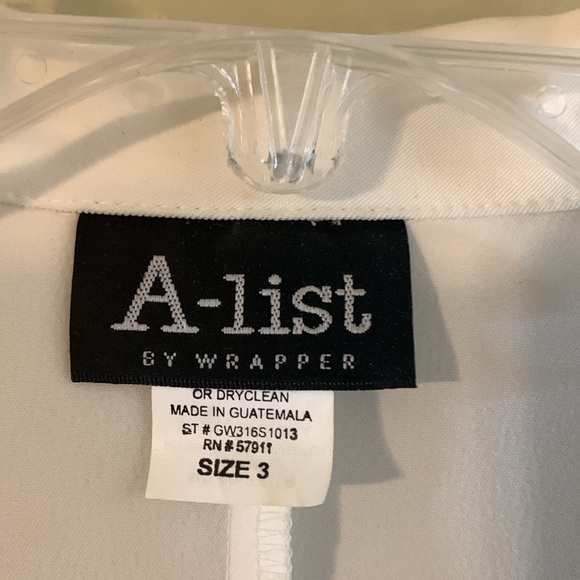 A-list
BY WRAPPER
OR DRYCLEAN
MADE IN GUATEMALA
ST # GW316S1013
RN # 57911
SIZE 3